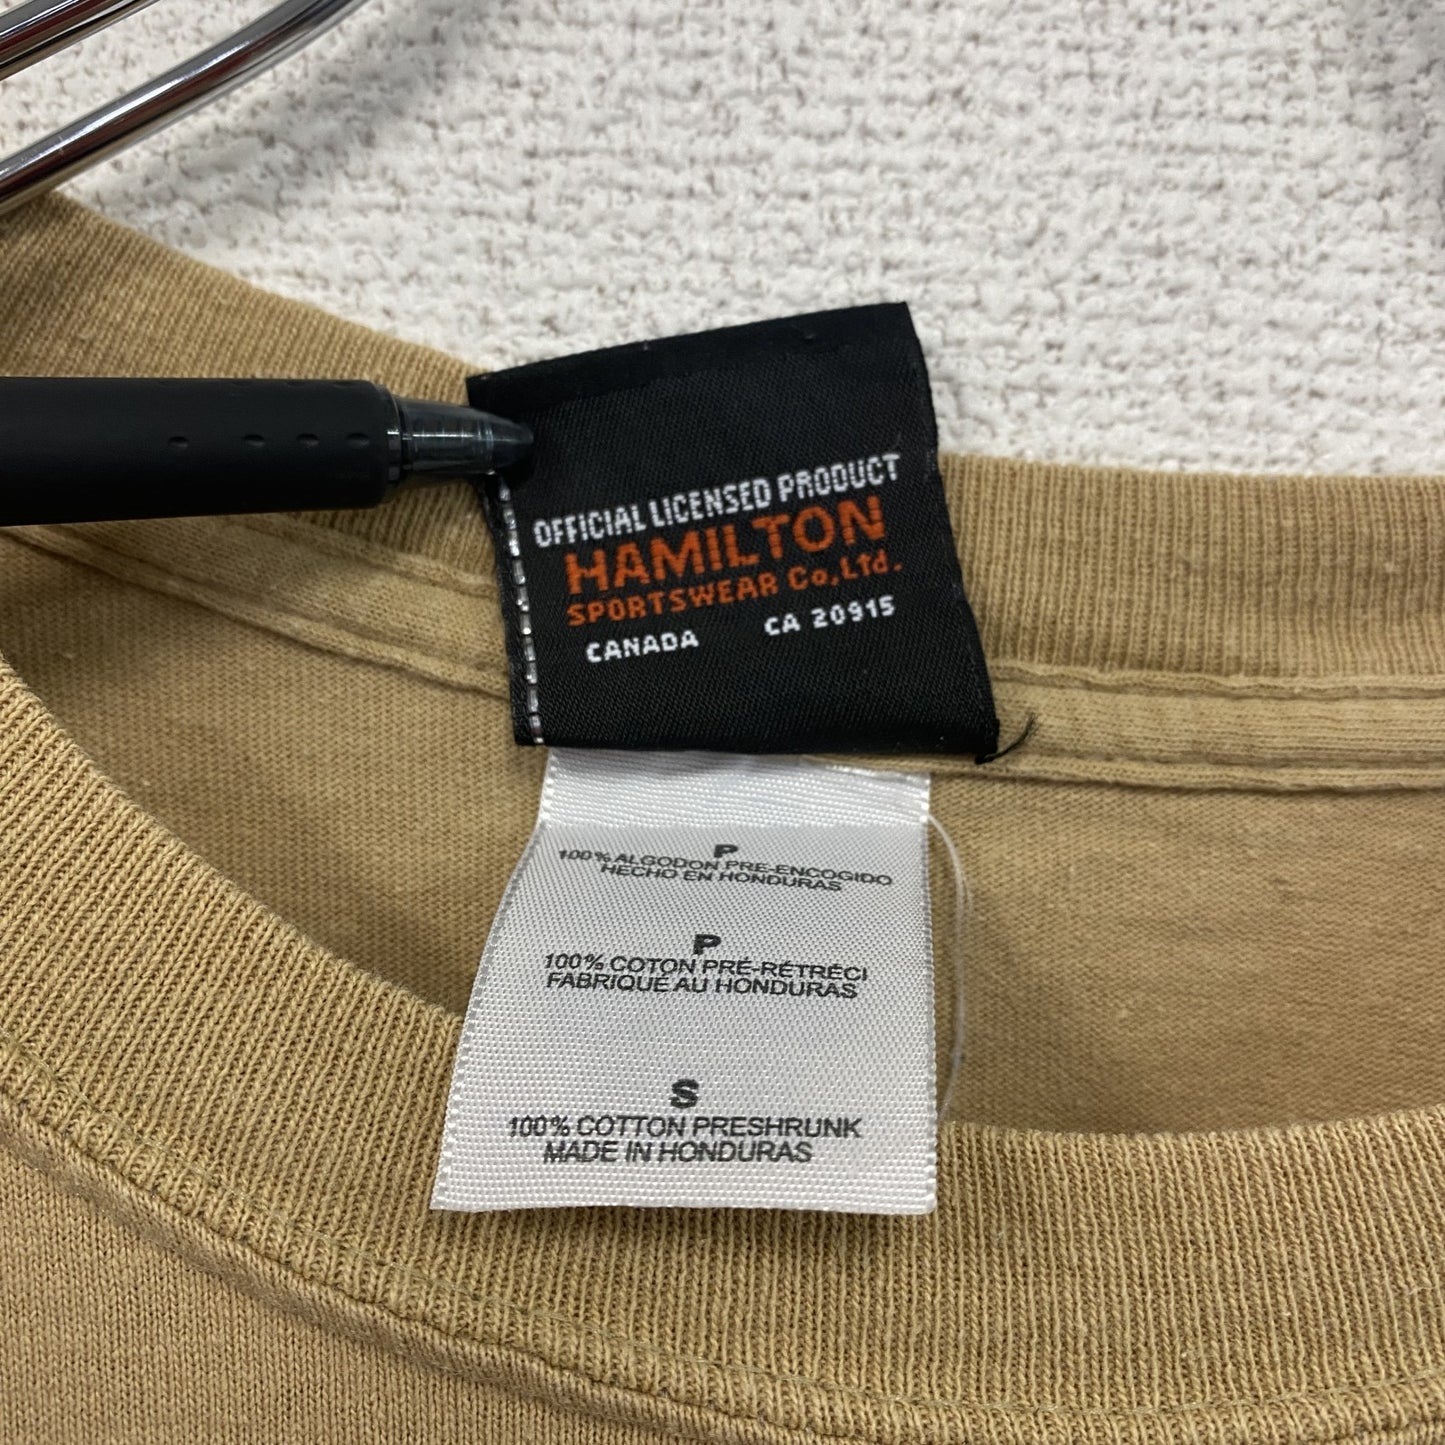 OFFICIAL LICENSED PRODUCT
HAMILTON
SPORTSWEAR Co,Ltd.
CANADA CA 20915
P
100% ALGODON PRE-ENCOGIDO
HECHO EN HONDURAS
P
100% COTON PRÉ-RÉTRÉCI
FABRIQUÉ AU HONDURAS
S
100% COTTON PRESHRUNK
MADE IN HONDURAS